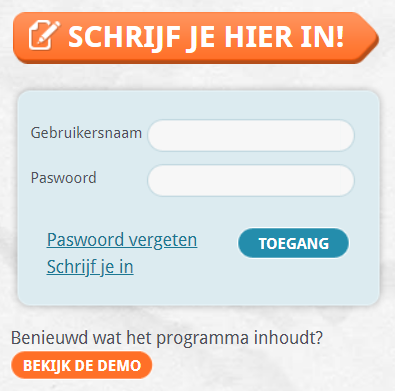 SCHRIJF JE HIER IN!
Gebruikersnaam
Paswoord
Paswoord vergeten
TOEGANG
Schrijf je in
Benieuwd wat het programma inhoudt?
BEKIJK DE DEMO